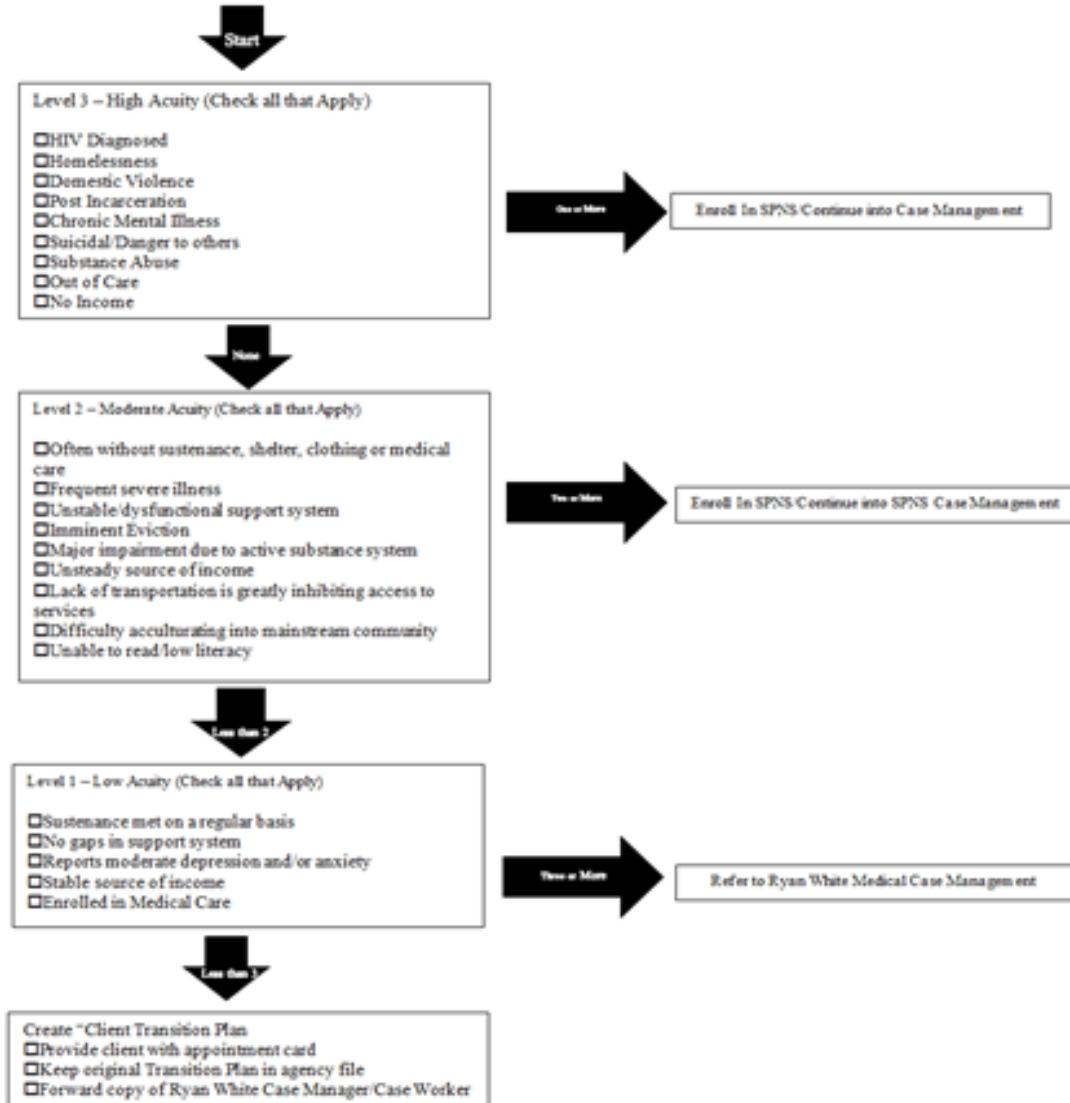 Start
Level 3 – High Acuity (Check all that Apply)
☐HIV Diagnosed
☐Homelessness
☐Domestic Violence
☐Post Incarceration
☐Chronic Mental Illness
☐Suicidal/Danger to others
☐Substance Abuse
☐Out of Care
☐No Income
One or More
Enroll In SPNS/Continue into Case Management
None
Level 2 – Moderate Acuity (Check all that Apply)
☐Often without sustenance, shelter, clothing or medical
care
☐Frequent severe illness
☐Unstable/dysfunctional support system
☐Imminent Eviction
☐Major impairment due to active substance system
☐Unsteady source of income
☐Lack of transportation is greatly inhibiting access to
services
☐Difficulty acculturating into mainstream community
☐Unable to read/low literacy
Two or More
Enroll In SPNS/Continue into SPNS Case Management
Less than 2
Level 1 – Low Acuity (Check all that Apply)
☐Sustenance met on a regular basis
☐No gaps in support system
☐Reports moderate depression and/or anxiety
☐Stable source of income
☐Enrolled in Medical Care
Three or More
Refer to Ryan White Medical Case Management
Less than 3
Create “Client Transition Plan
☐Provide client with appointment card
☐Keep original Transition Plan in agency file
☐Forward copy of Ryan White Case Manager/Case Worker